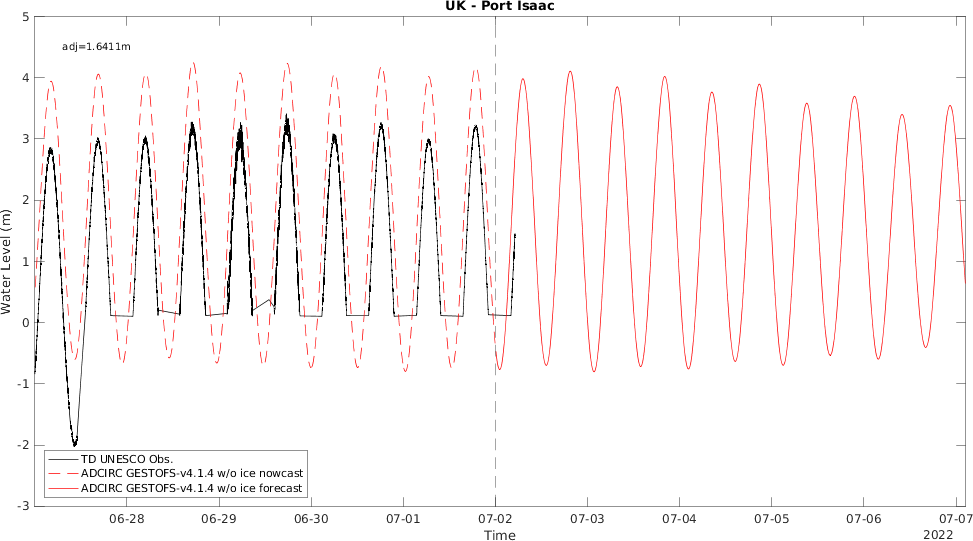 UK - Port Isaac
adj=1.6411m
5
4
3
2
1
0
-1
-2
-3
Water Level (m)
TD UNESCO Obs.
ADCIRC GESTOFS-v4.1.4 w/o ice nowcast
ADCIRC GESTOFS-v4.1.4 w/o ice forecast
06-28 06-29 06-30 07-01 07-02 07-03 07-04 07-05 07-06 07-07
Time
2022